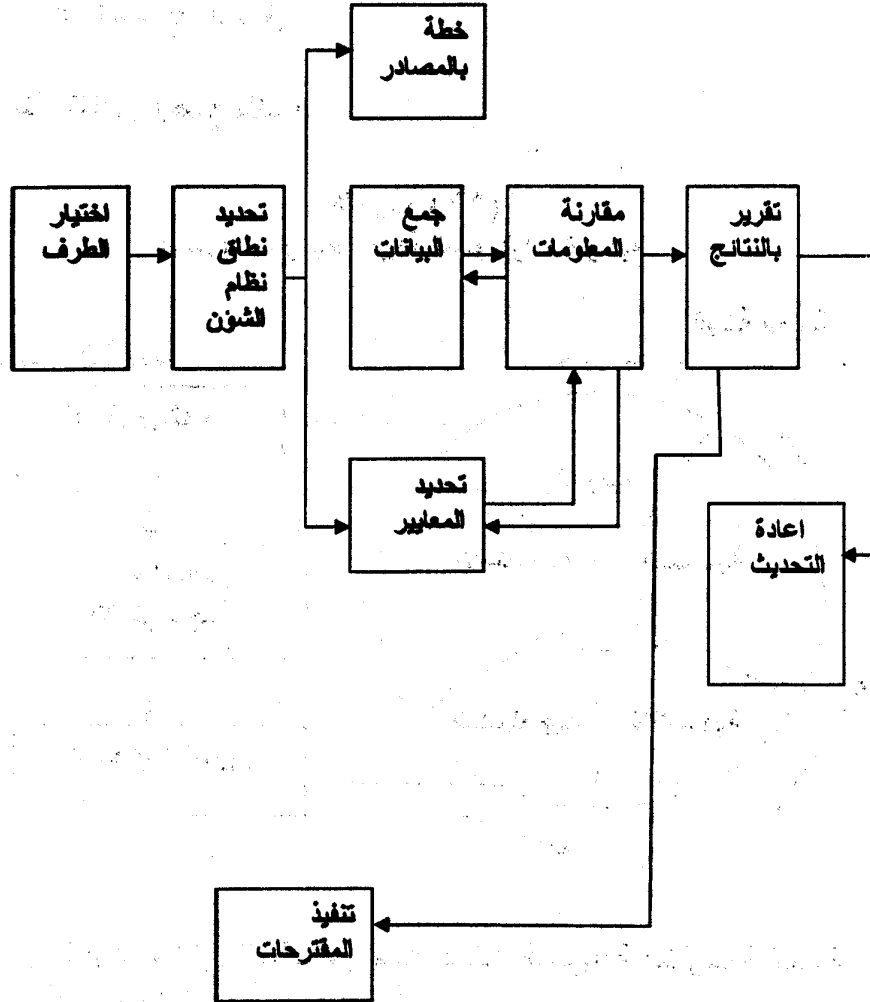 خطة
بالمصادر
اختيار
الطرف
تحديد
نطاق
نظام
الشؤن
جمع
البيانات
مقارنة
المعلومات
تقرير
بالنتائج
تحديد
المعايير
اعادة
التحديث
تنفيذ
المقترحات